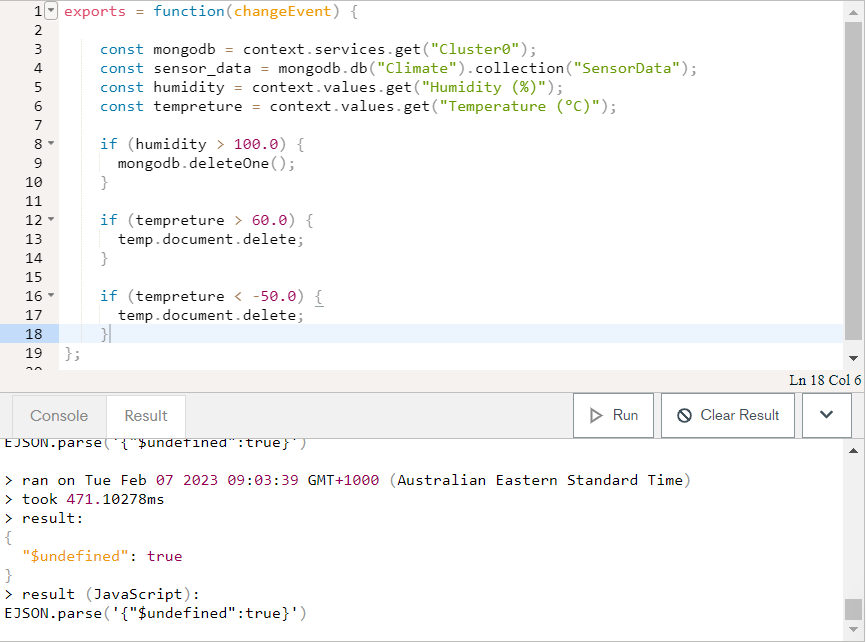 1 exports = function(changeEvent) {
2
3 const mongodb = context.services.get("Cluster0");
4 const sensor_data = mongodb.db("Climate").collection("SensorData");
5 const humidity = context.values.get("Humidity (%)");
6 const tempreture = context.values.get("Temperature (°C)");
7
8 if (humidity > 100.0) {
9 mongodb.deleteOne();
10 }
11
12 if (tempreture > 60.0) {
13 temp.document.delete;
14 }
15
16 if (tempreture < -50.0) {
17 temp.document.delete;
18 }
19 };
20
Ln 18 Col 6
Console Result Run Clear Result
EJSON.parse('{"$undefined":true}')
> ran on Tue Feb 07 2023 09:03:39 GMT+1000 (Australian Eastern Standard Time)
> took 471.10278ms
> result:
{
"$undefined": true
}
> result (JavaScript):
EJSON.parse('{"$undefined":true}')